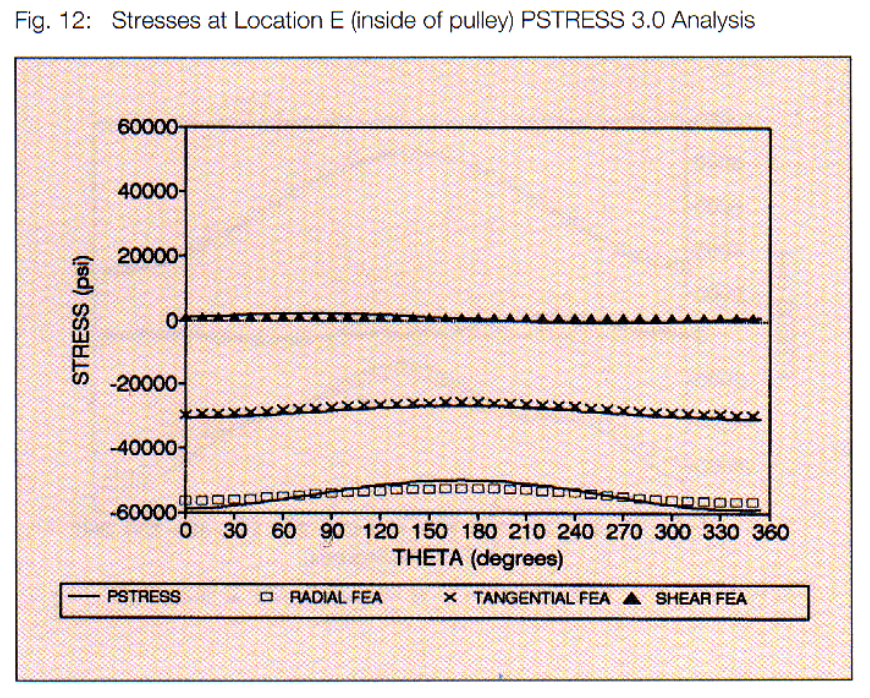 Fig. 12: Stresses at Location E (inside of pulley) PSTRESS 3.0 Analysis
60000
40000
20000
0
-20000
-40000
-60000
STRESS (psi)
0 30 60 90 120 150 180 210 240 270 300 330 360
THETA (degrees)
PSTRESS RADIAL FEA TANGENTIAL FEA SHEAR FEA